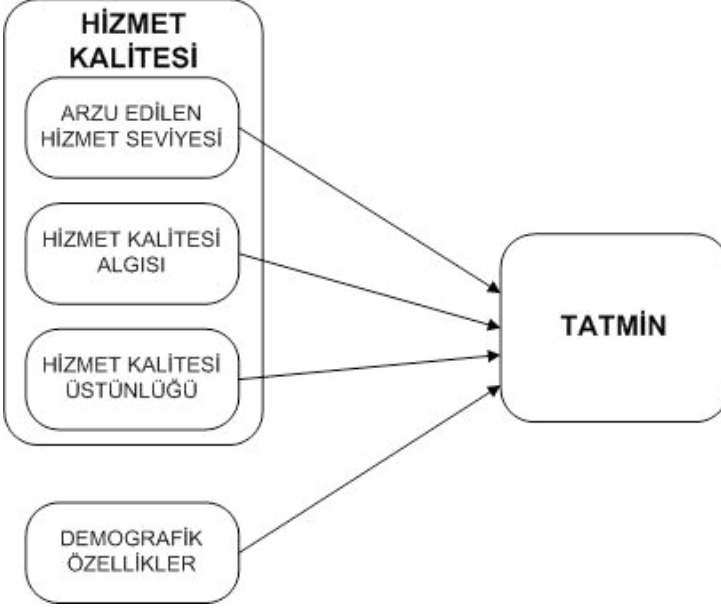 HİZMET
KALİTESİ
ARZU EDİLEN
HİZMET SEVİYESİ
HİZMET KALİTESİ
ALGISI
HİZMET KALİTESİ
ÜSTÜNLÜĞÜ
TATMİN
DEMOGRAFİK
ÖZELLİKLER